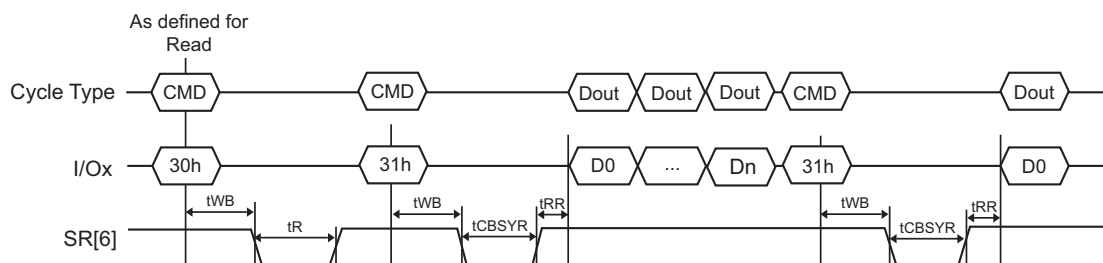 As defined for
Read
Cycle Type CMD CMD Dout Dout Dout CMD Dout
I/Ox 30h 31h D0 ... Dn 31h D0
tWB tWB tRR tWB tRR
SR[6] tR tCBSYR tCBSYR